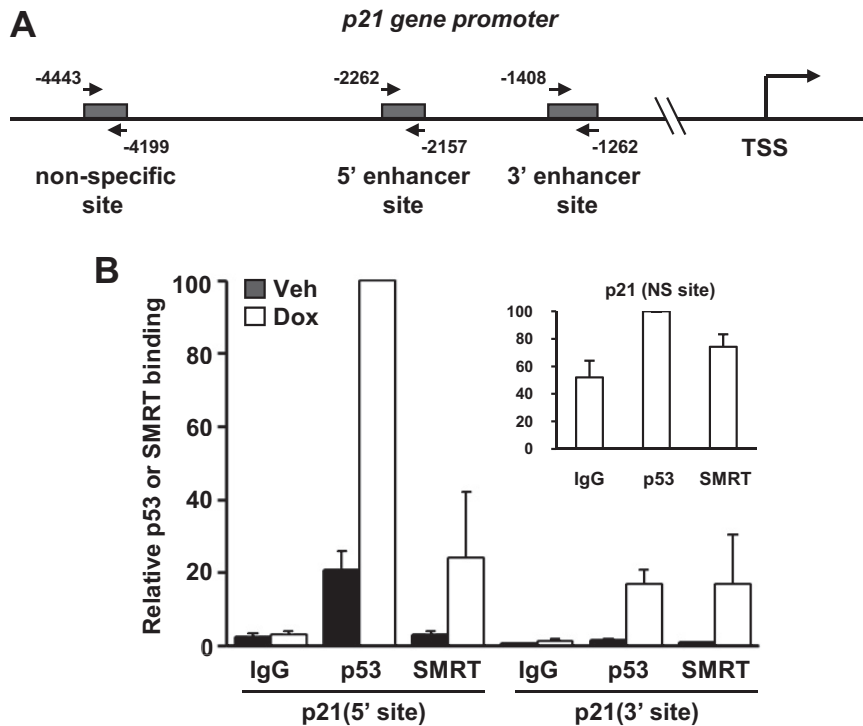 A
p21 gene promoter
-4443
-2262
-1408
-4199
-2157
-1262
TSS
non-specific
site
5’ enhancer
site
3’ enhancer
site
B
Relative p53 or SMRT binding
100
80
60
40
20
0
Veh
Dox
p21 (NS site)
100
80
60
40
20
0
IgG p53 SMRT
IgG p53 SMRT IgG p53 SMRT
p21(5’ site) p21(3’ site)